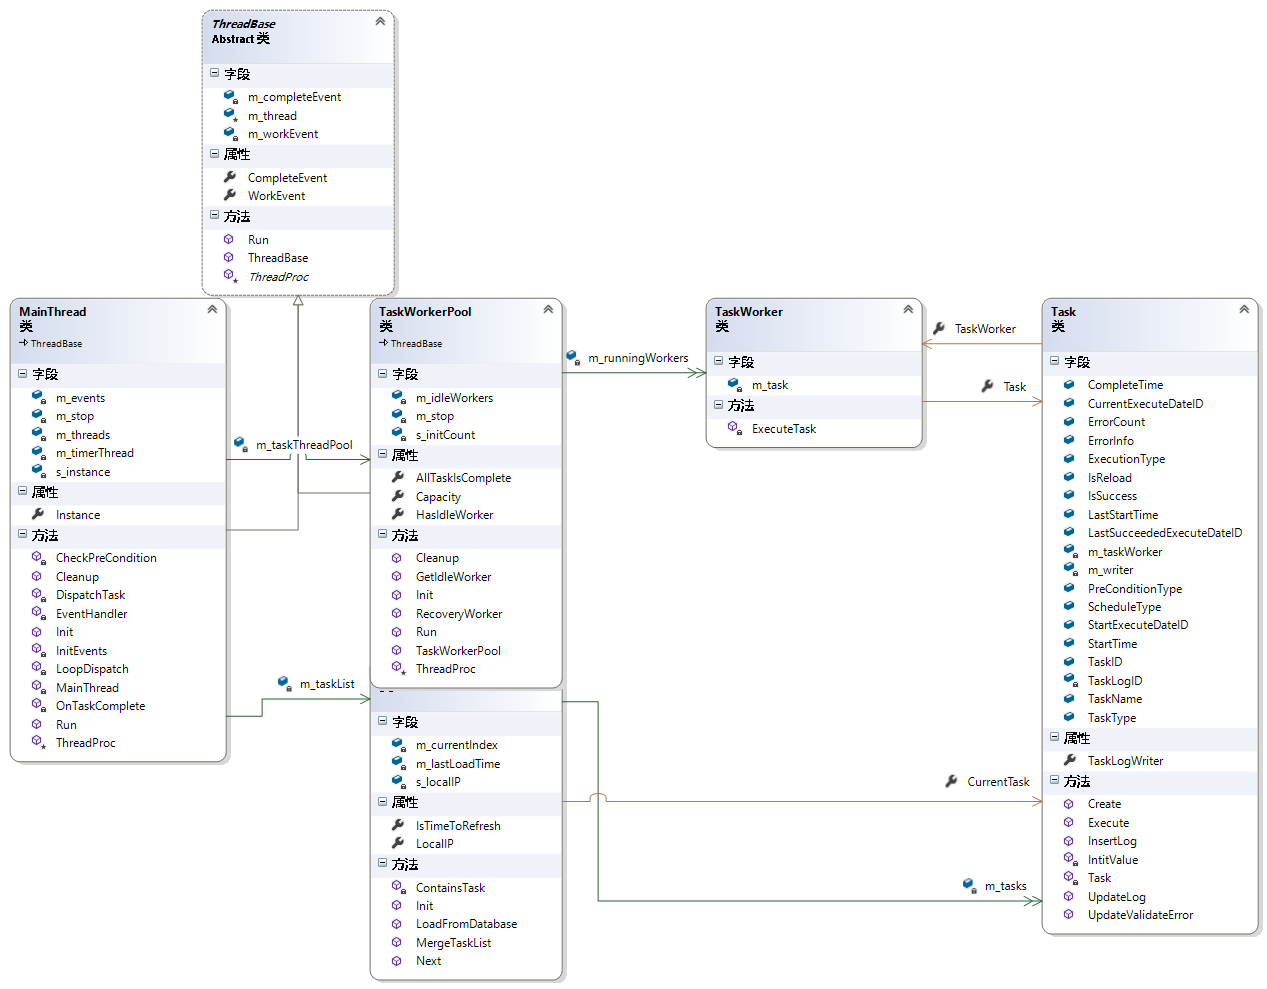 ThreadBase
Abstract 类
字段
m_completeEvent
m_thread
m_workEvent
属性
CompleteEvent
WorkEvent
方法
Run
ThreadBase
ThreadProc
MainThread
类
ThreadBase
字段
m_events
m_stop
m_threads
m_timerThread
s_instance
属性
Instance
方法
CheckPreCondition
Cleanup
DispatchTask
EventHandler
Init
InitEvents
LoopDispatch
MainThread
OnTaskComplete
Run
ThreadProc
m_taskThreadPool
m_taskList
TaskWorkerPool
类
ThreadBase
字段
m_idleWorkers
m_stop
s_initCount
属性
AllTaskIsComplete
Capacity
HasIdleWorker
方法
Cleanup
GetIdleWorker
Init
RecoveryWorker
Run
TaskWorkerPool
ThreadProc
字段
m_currentIndex
m_lastLoadTime
s_localIP
属性
IsTimeToRefresh
LocalIP
方法
ContainsTask
Init
LoadFromDatabase
MergeTaskList
Next
m_runningWorkers
TaskWorker
类
字段
m_task
方法
ExecuteTask
TaskWorker
Task
CurrentTask
m_tasks
Task
类
字段
CompleteTime
CurrentExecuteDateID
ErrorCount
ErrorInfo
ExecutionType
IsReload
IsSuccess
LastStartTime
LastSucceededExecuteDateID
m_taskWorker
m_writer
PreConditionType
ScheduleType
StartExecuteDateID
StartTime
TaskID
TaskLogID
TaskName
TaskType
属性
TaskLogWriter
方法
Create
Execute
InsertLog
IntitValue
Task
UpdateLog
UpdateValidateError